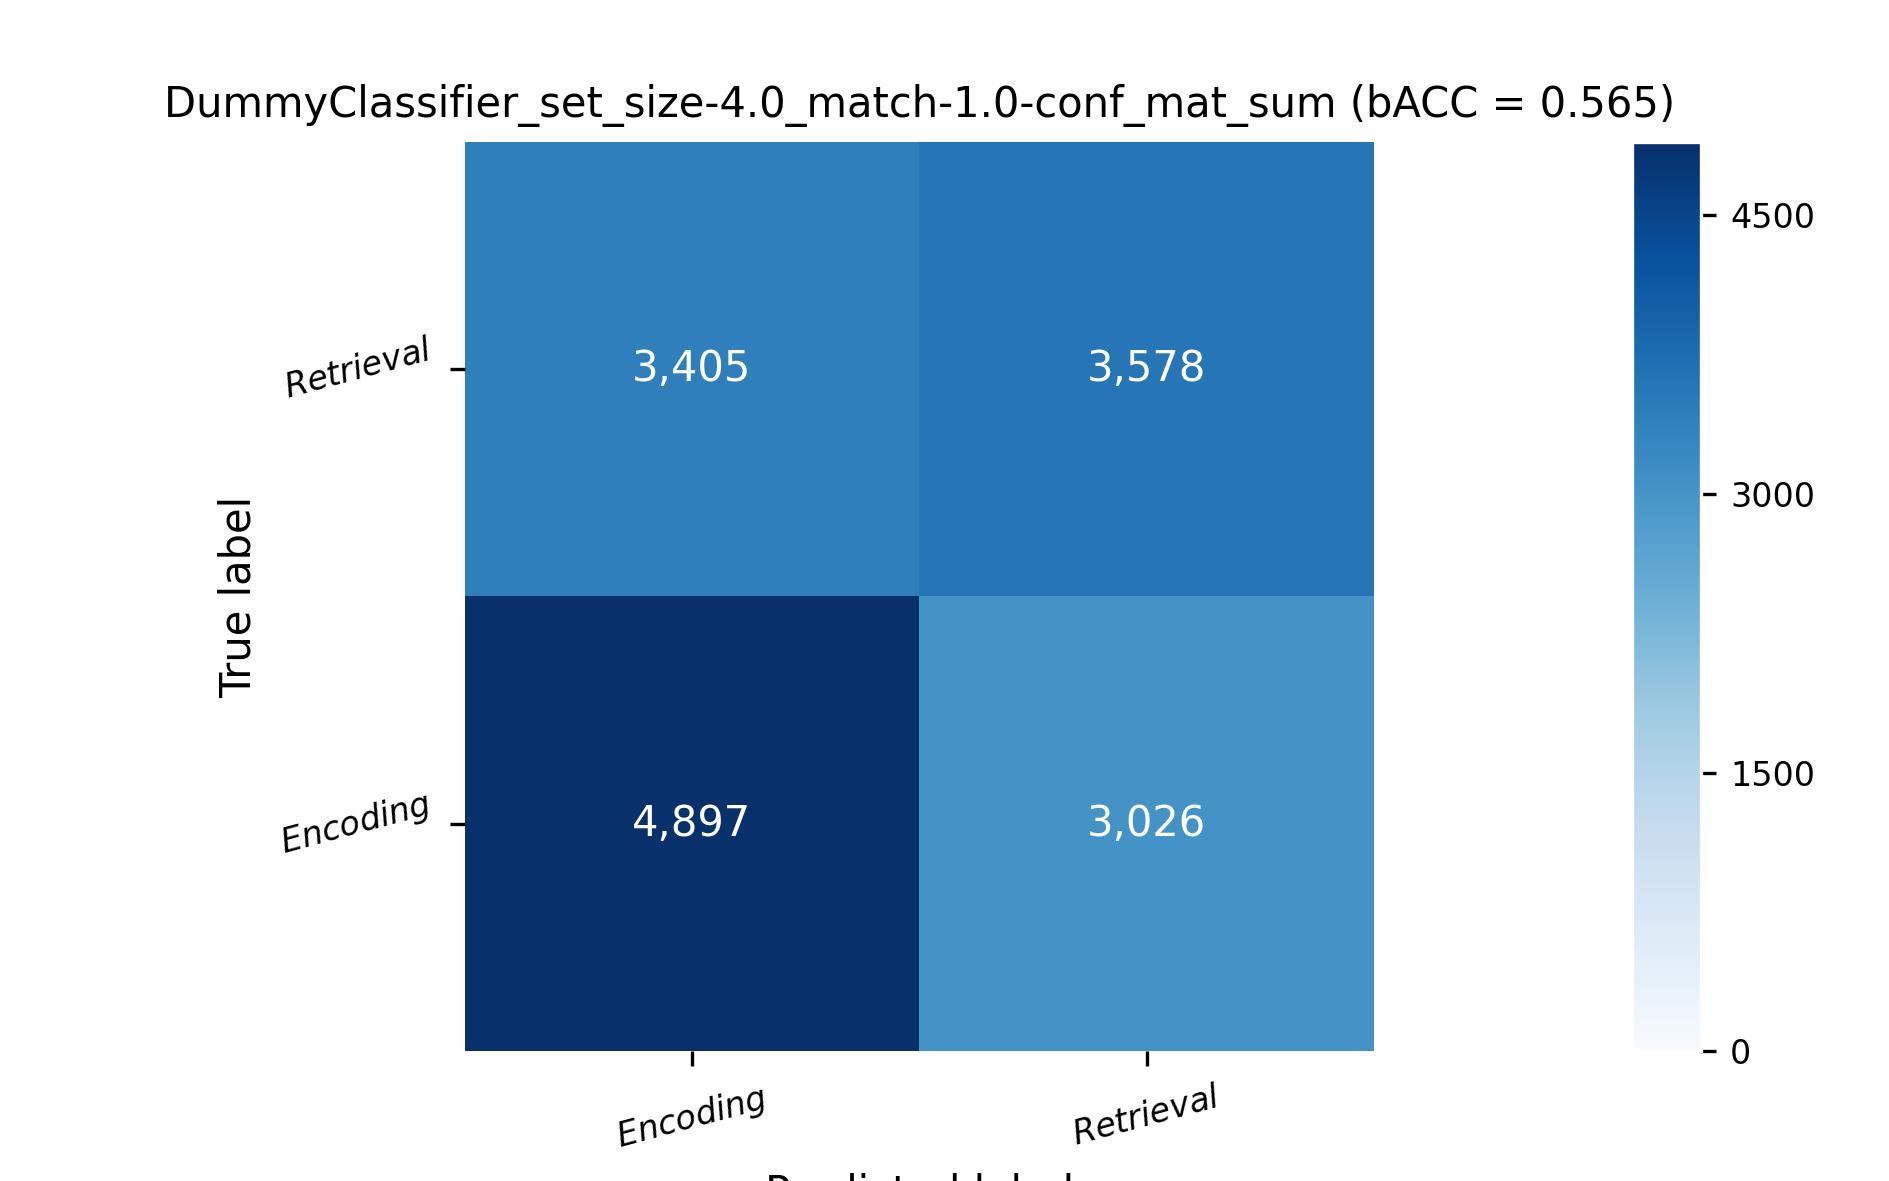 DummyClassifier_set_size-4.0_match-1.0-conf_mat_sum (bACC = 0.565)
Retrieval
Encoding
True label
3,405
3,578
4,897
3,026
Encoding
Retrieval
4500
3000
1500
0